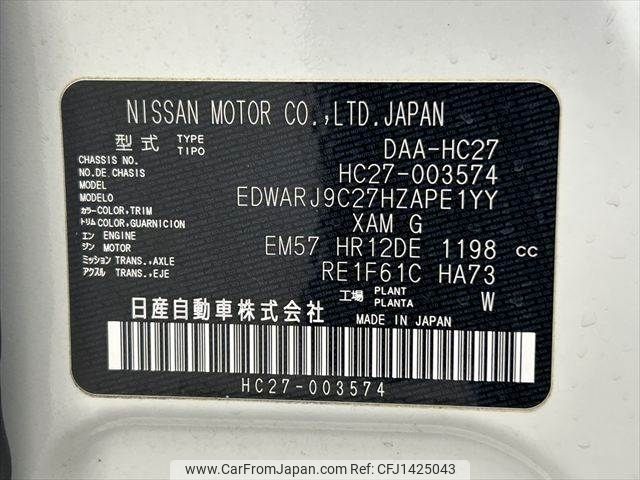 NISSAN MOTOR CO.,LTD.JAPAN
型式 TYPE TIPO DAA-HC27
CHASSIS NO. NO.DE CHASIS HC27-003574
MODEL MODELO EDWARJ9C27HZAPE1YY
カラー COLOR,TRIM トリム COLOR,GUARNICION XAM G
エンジン ENGINE MOTOR EM57 HR12DE 1198 cc
ミッション TRANS.,AXLE アクスル TRANS.,EJE RE1F61C HA73
工場 PLANT PLANTA W
日産自動車株式会社 MADE IN JAPAN
HC27-003574
www.CarFromJapan.com - CFJ1425043